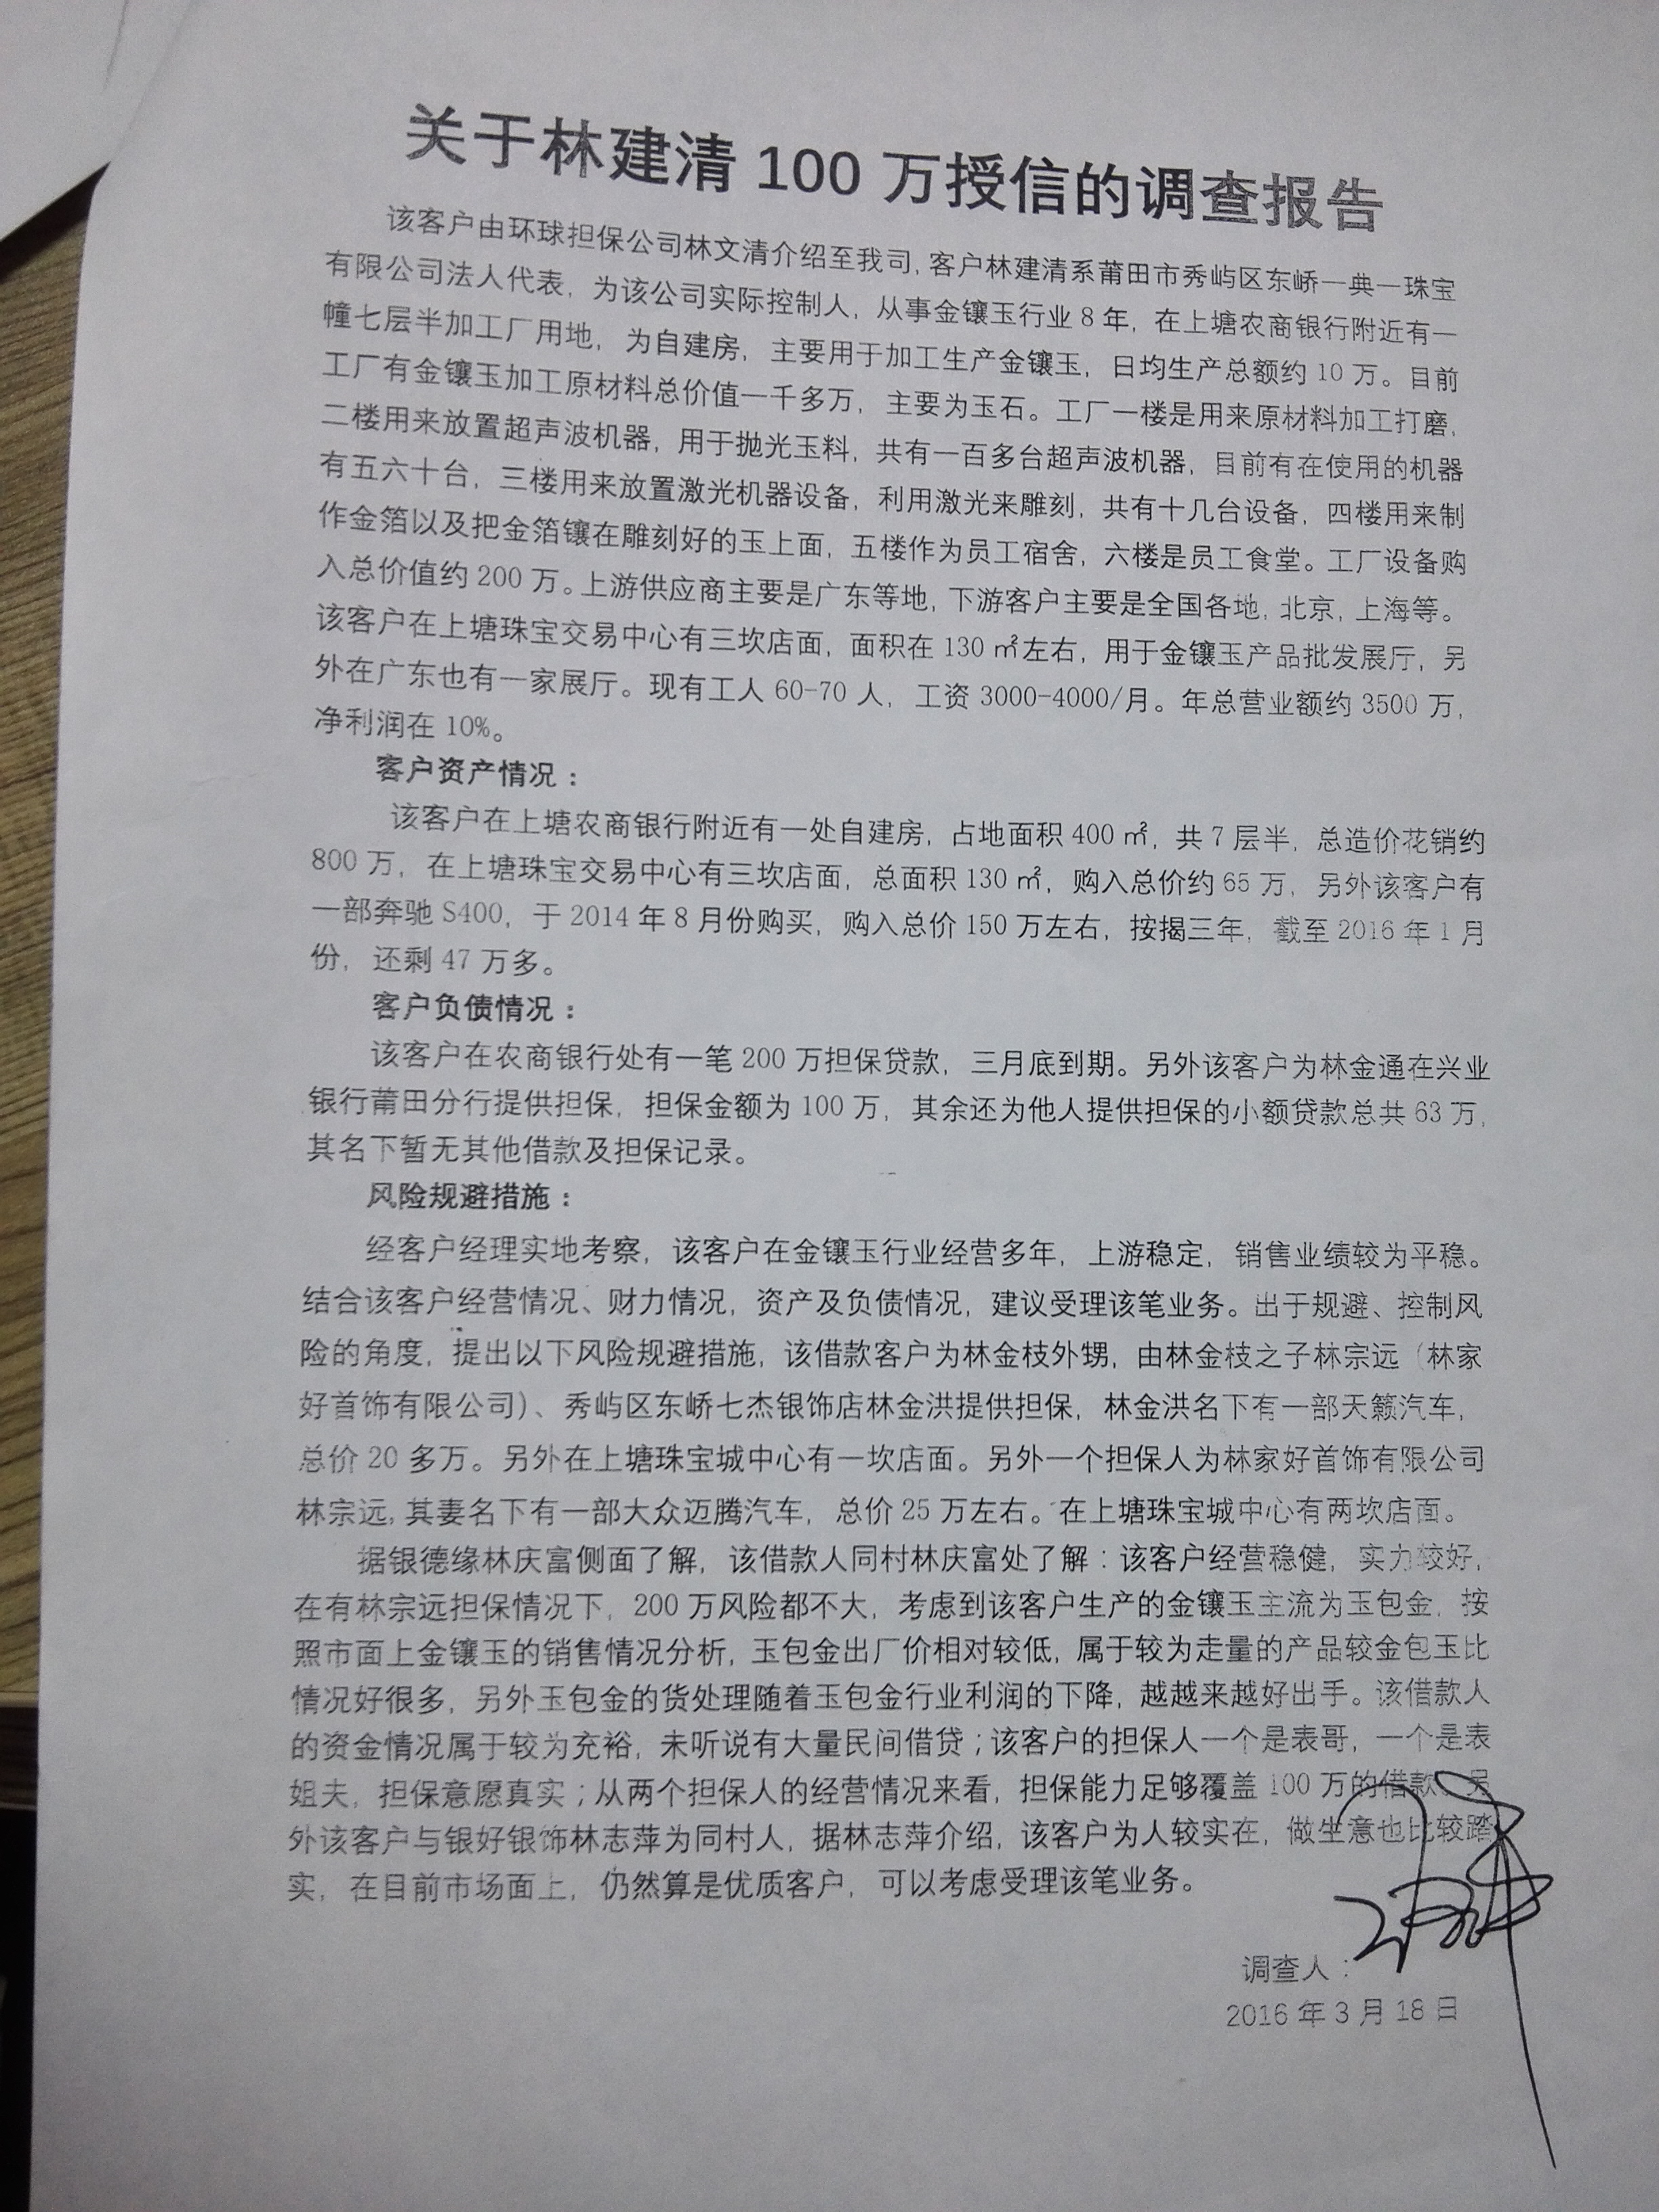 关于林建清 100 万授信的调查报告
该客户由环球担保公司林文清介绍至我司,客户林建清系莆田市秀屿区东峤一典一珠宝
有限公司法人代表，为该公司实际控制人，从事金镶玉行业 8 年，在上塘农商银行附近有一
幢七层半加工厂用地，为自建房，主要用于加工生产金镶玉，日均生产总额约 10 万。目前
工厂有金镶玉加工原材料总价值一千多万，主要为玉石。工厂一楼是用来原材料加工打磨，
二楼用来放置超声波机器，用于抛光玉料，共有一百多台超声波机器，目前有在使用的机器
有五六十台，三楼用来放置激光机器设备，利用激光来雕刻，共有十几台设备，四楼用来制
作金箔以及把金箔镶在雕刻好的玉上面，五楼作为员工宿舍，六楼是员工食堂。工厂设备购
入总价值约 200 万。上游供应商主要是广东等地,下游客户主要是全国各地,北京,上海等。
该客户在上塘珠宝交易中心有三坎店面，面积在 130 ㎡左右，用于金镶玉产品批发展厅，另
外在广东也有一家展厅。现有工人 60-70 人，工资 3000-4000/月。年总营业额约 3500 万，
净利润在 10%。
客户资产情况：
该客户在上塘农商银行附近有一处自建房，占地面积 400 ㎡，共 7 层半，总造价花销约
800 万，在上塘珠宝交易中心有三坎店面，总面积 130 ㎡，购入总价约 65 万，另外该客户有
一部奔驰 S400，于 2014 年 8 月份购买，购入总价 150 万左右，按揭三年，截至 2016 年 1 月
份，还剩 47 万多。
客户负债情况：
该客户在农商银行处有一笔 200 万担保贷款，三月底到期。另外该客户为林金通在兴业
银行莆田分行提供担保，担保金额为 100 万，其余还为他人提供担保的小额贷款总共 63 万，
其名下暂无其他借款及担保记录。
风险规避措施：
经客户经理实地考察，该客户在金镶玉行业经营多年，上游稳定，销售业绩较为平稳。
结合该客户经营情况、财力情况，资产及负债情况，建议受理该笔业务。出于规避、控制风
险的角度，提出以下风险规避措施，该借款客户为林金枝外甥，由林金枝之子林宗远（林家
好首饰有限公司）、秀屿区东峤七杰银饰店林金洪提供担保，林金洪名下有一部天籁汽车，
总价 20 多万。另外在上塘珠宝城中心有一坎店面。另外一个担保人为林家好首饰有限公司
林宗远,其妻名下有一部大众迈腾汽车，总价 25 万左右。在上塘珠宝城中心有两坎店面。
据银德缘林庆富侧面了解，该借款人同村林庆富处了解：该客户经营稳健，实力较好，
在有林宗远担保情况下，200 万风险都不大，考虑到该客户生产的金镶玉主流为玉包金，按
照市面上金镶玉的销售情况分析，玉包金出厂价相对较低，属于较为走量的产品较金包玉比
情况好很多，另外玉包金的货处理随着玉包金行业利润的下降，越越来越好出手。该借款人
的资金情况属于较为充裕，未听说有大量民间借贷；该客户的担保人一个是表哥，一个是表
姐夫，担保意愿真实；从两个担保人的经营情况来看，担保能力足够覆盖 100 万的借款。另
外该客户与银好银饰林志萍为同村人，据林志萍介绍，该客户为人较实在，做生意也比较踏
实，在目前市场面上，仍然算是优质客户，可以考虑受理该笔业务。
调查人：
2016 年 3 月 18 日